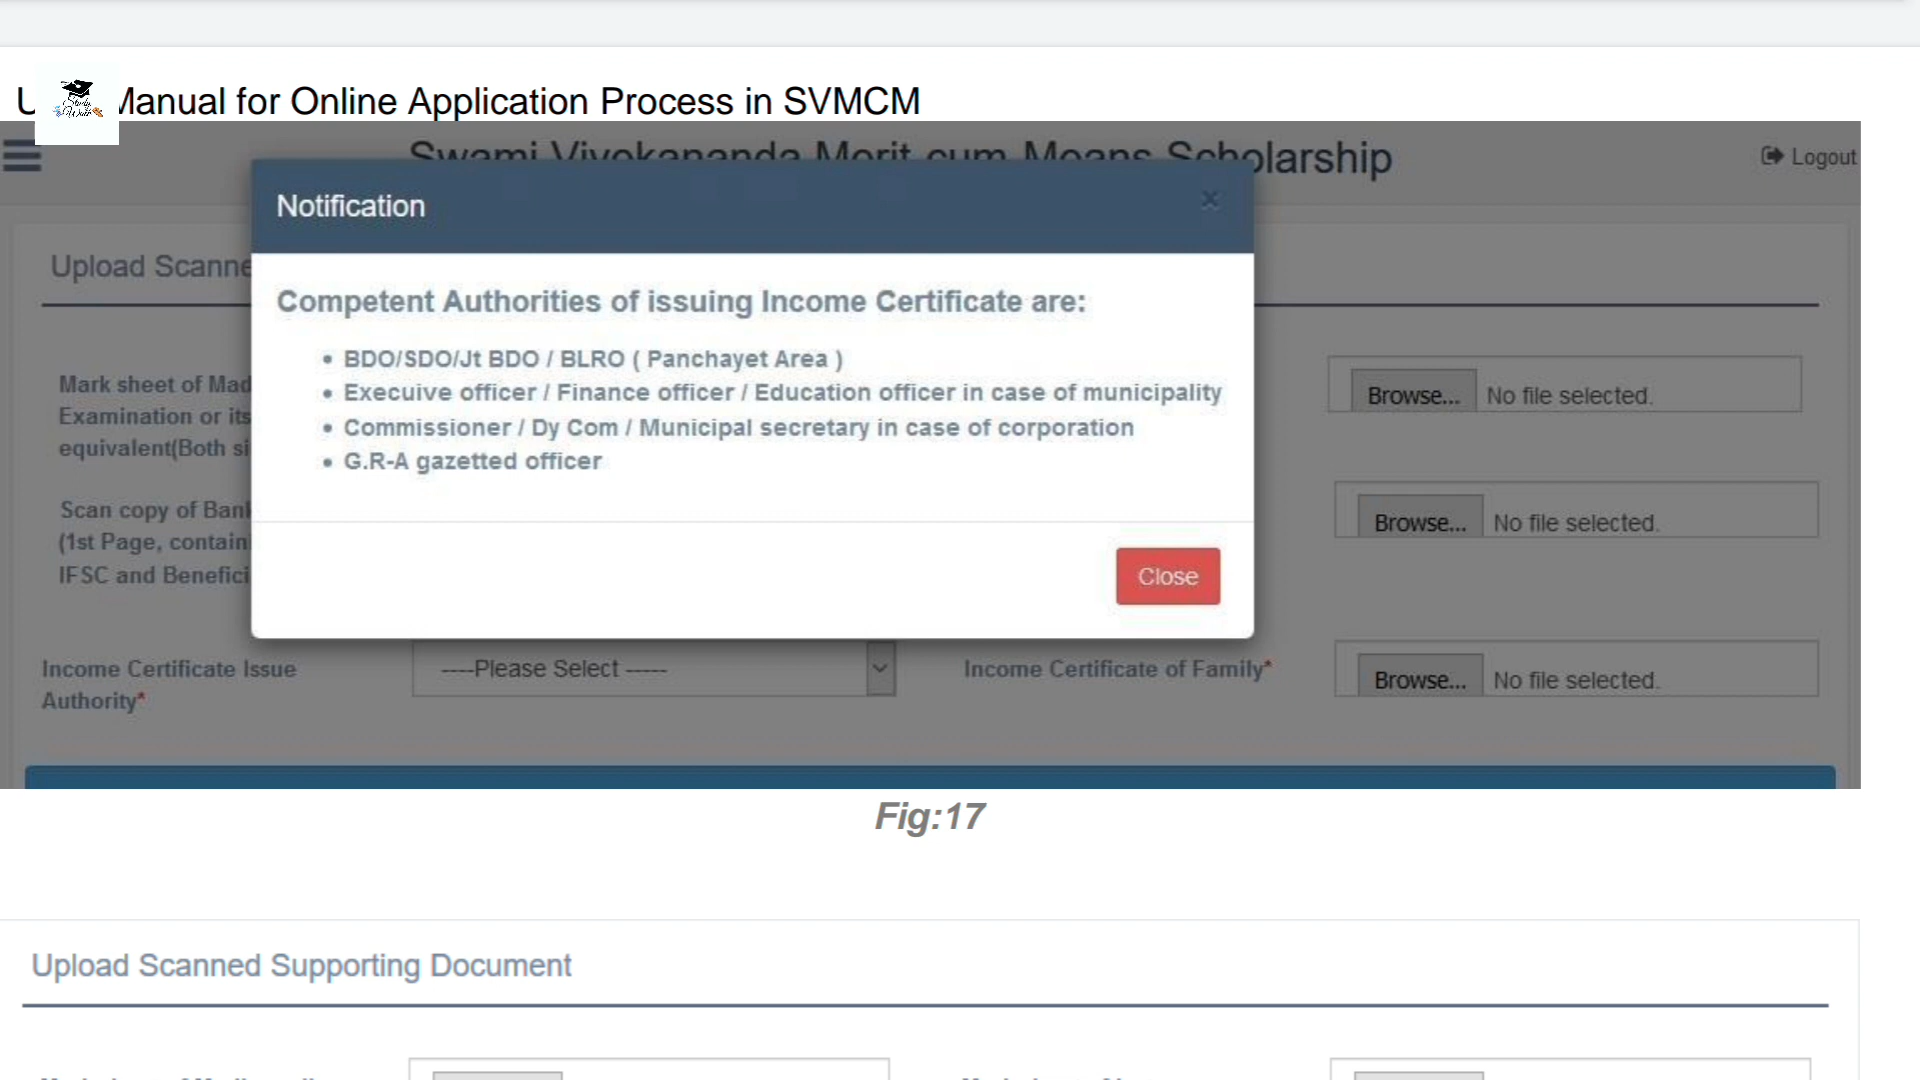 Manual for Online Application Process in SVMCM
Swami Vivekananda Merit cum Means Scholarship
Logout
Notification
×
Upload Scanne
Competent Authorities of issuing Income Certificate are:
• BDO/SDO/Jt BDO / BLRO ( Panchayet Area )
• Execuive officer / Finance officer / Education officer in case of municipality
• Commissioner / Dy Com / Municipal secretary in case of corporation
• G.R-A gazetted officer
Close
Mark sheet of Mad
Examination or its
equivalent(Both si
Browse... No file selected.
Scan copy of Bank
(1st Page, contain
IFSC and Benefici
Browse... No file selected.
Income Certificate Issue
Authority*
----Please Select -----
Income Certificate of Family*
Browse... No file selected.
Fig:17
Upload Scanned Supporting Document